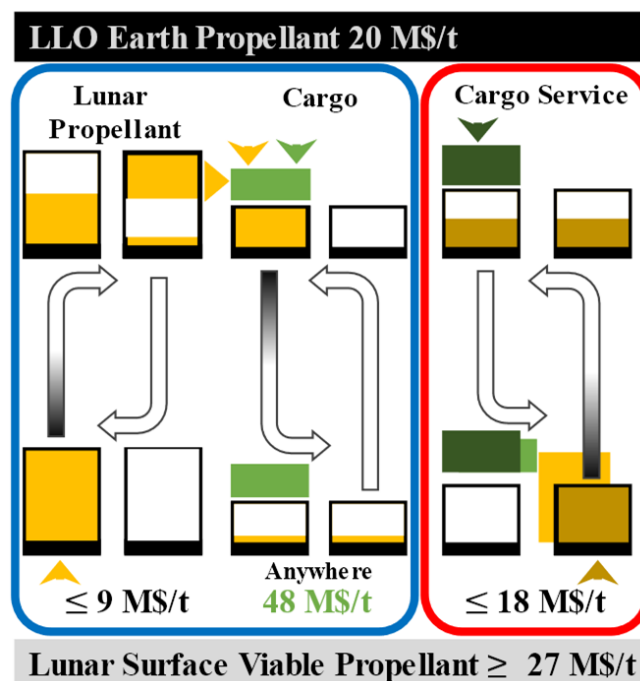 LLO Earth Propellant 20 M$/t
Lunar
Propellant
Cargo
Cargo Service
Anywhere
≤ 9 M$/t
48 M$/t
≤ 18 M$/t
Lunar Surface Viable Propellant ≥ 27 M$/t